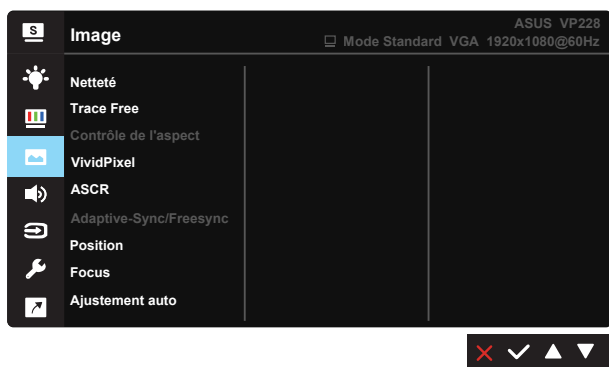 S
Image
ASUS VP228
Mode Standard VGA 1920x1080@60Hz
Netteté
Trace Free
Contrôle de l'aspect
VividPixel
ASCR
Adaptive-Sync/Freesync
Position
Focus
Ajustement auto